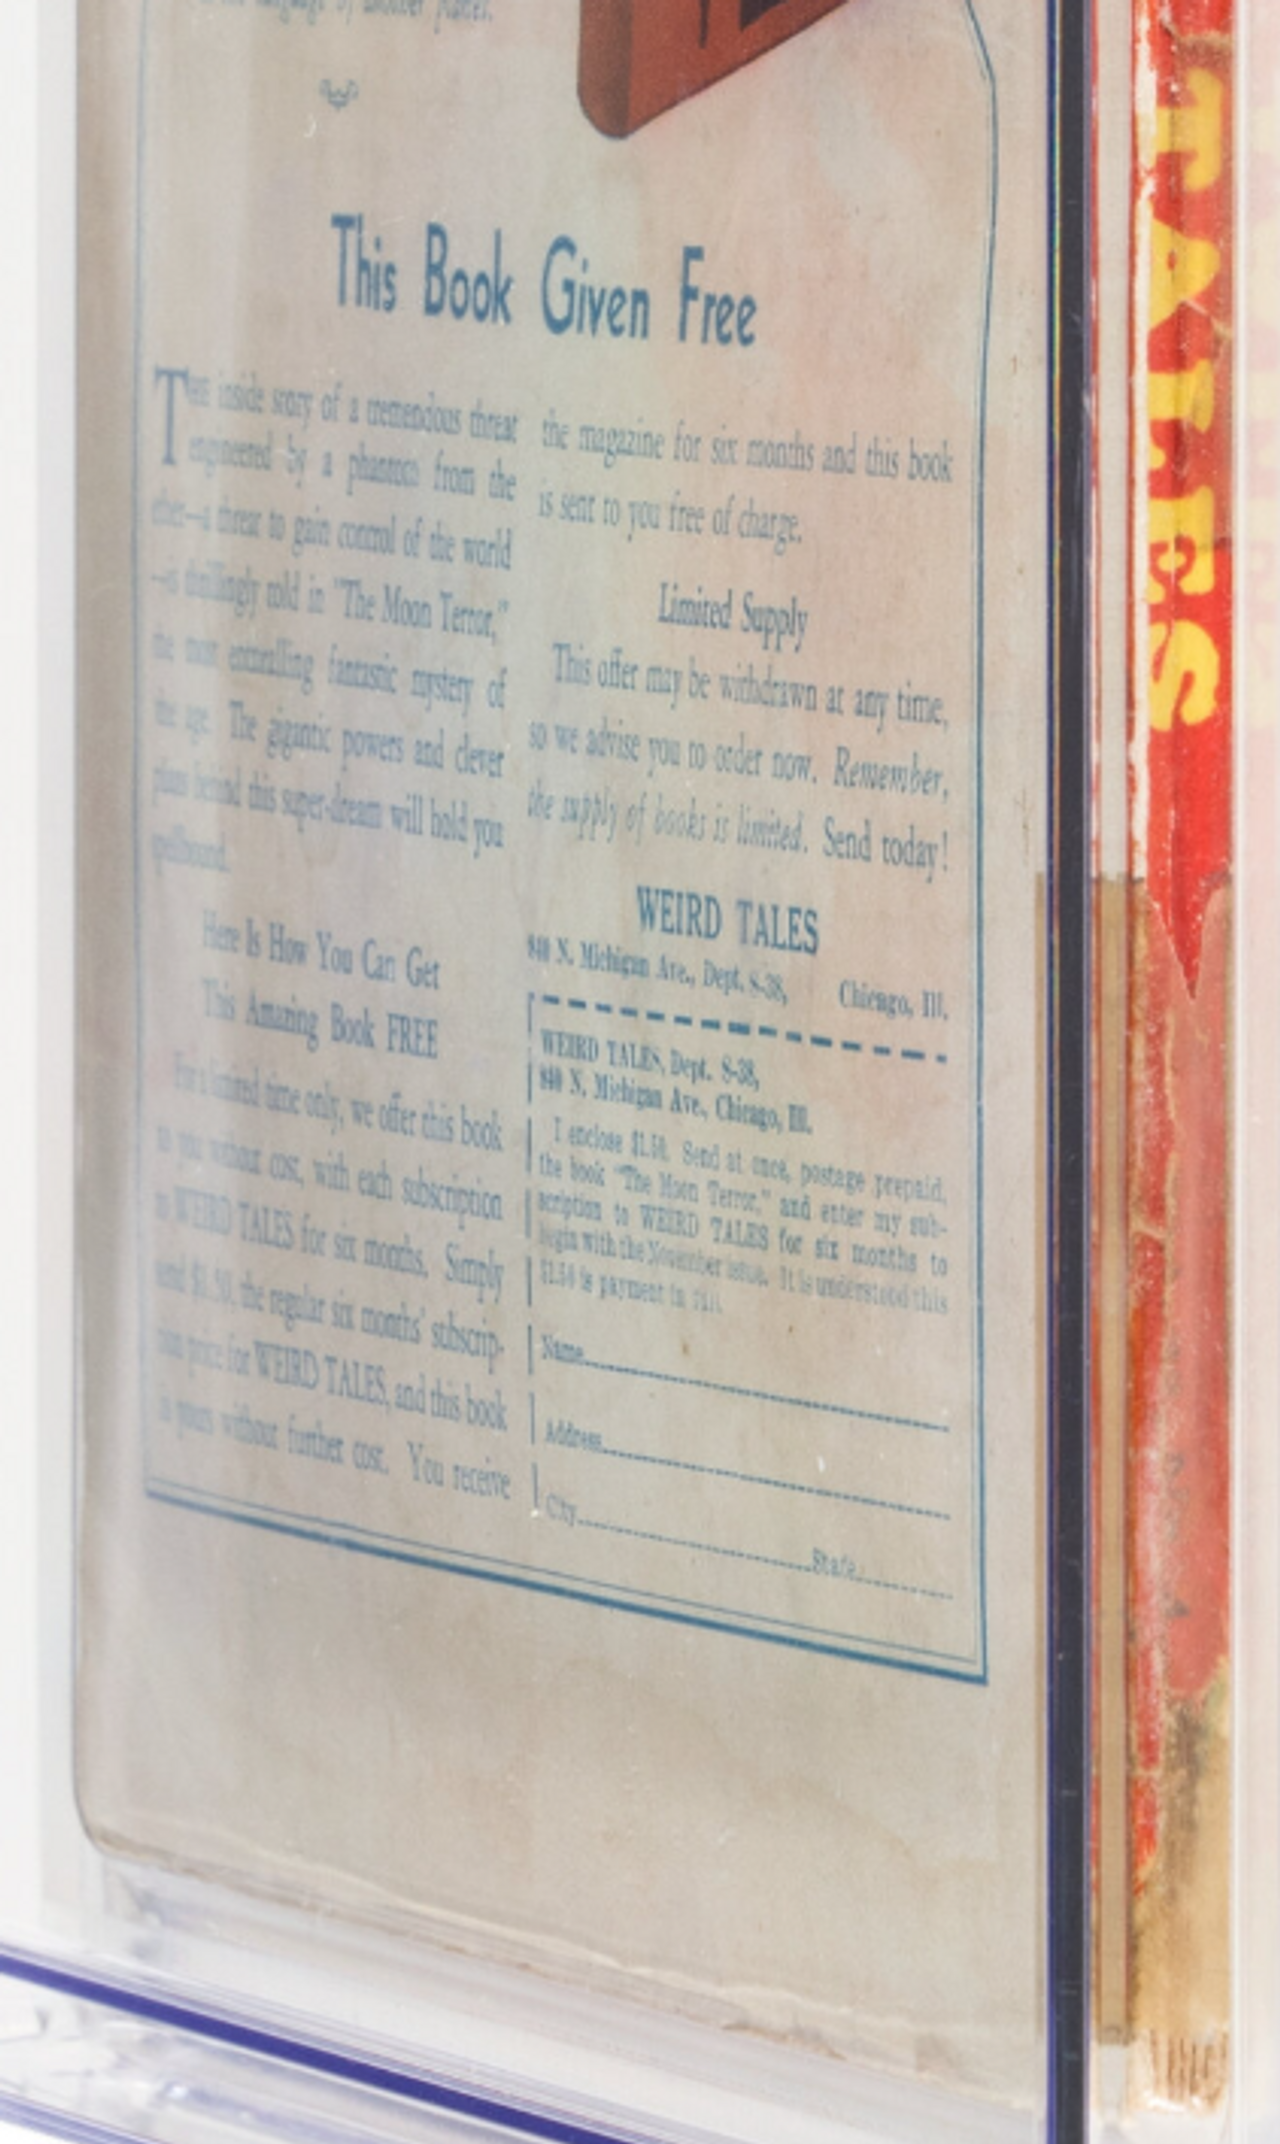 language of another planet.
This Book Given Free
THE inside story of a tremendous threat
engineered by a phantom from the
ether—a threat to gain control of the world
—is thrillingly told in "The Moon Terror,"
the most enthralling fantastic mystery of
the age. The gigantic powers and clever
plans behind this super-dream will hold you
spellbound.
Here Is How You Can Get
This Amazing Book FREE
For a limited time only, we offer this book
to you without cost, with each subscription
to WEIRD TALES for six months. Simply
send $1.50, the regular six months' subscrip-
tion price for WEIRD TALES, and this book
is yours without further cost. You receive
the magazine for six months and this book
is sent to you free of charge.
Limited Supply
This offer may be withdrawn at any time,
so we advise you to order now. Remember,
the supply of books is limited. Send today!
WEIRD TALES
840 N. Michigan Ave., Dept. S-38, Chicago, Ill.
WEIRD TALES, Dept. S-38,
840 N. Michigan Ave., Chicago, Ill.
I enclose $1.50. Send at once, postage prepaid,
the book "The Moon Terror," and enter my sub-
scription to WEIRD TALES for six months to
begin with the November issue. It is understood this
$1.50 is payment in full.
Name
Address
City State
TALES